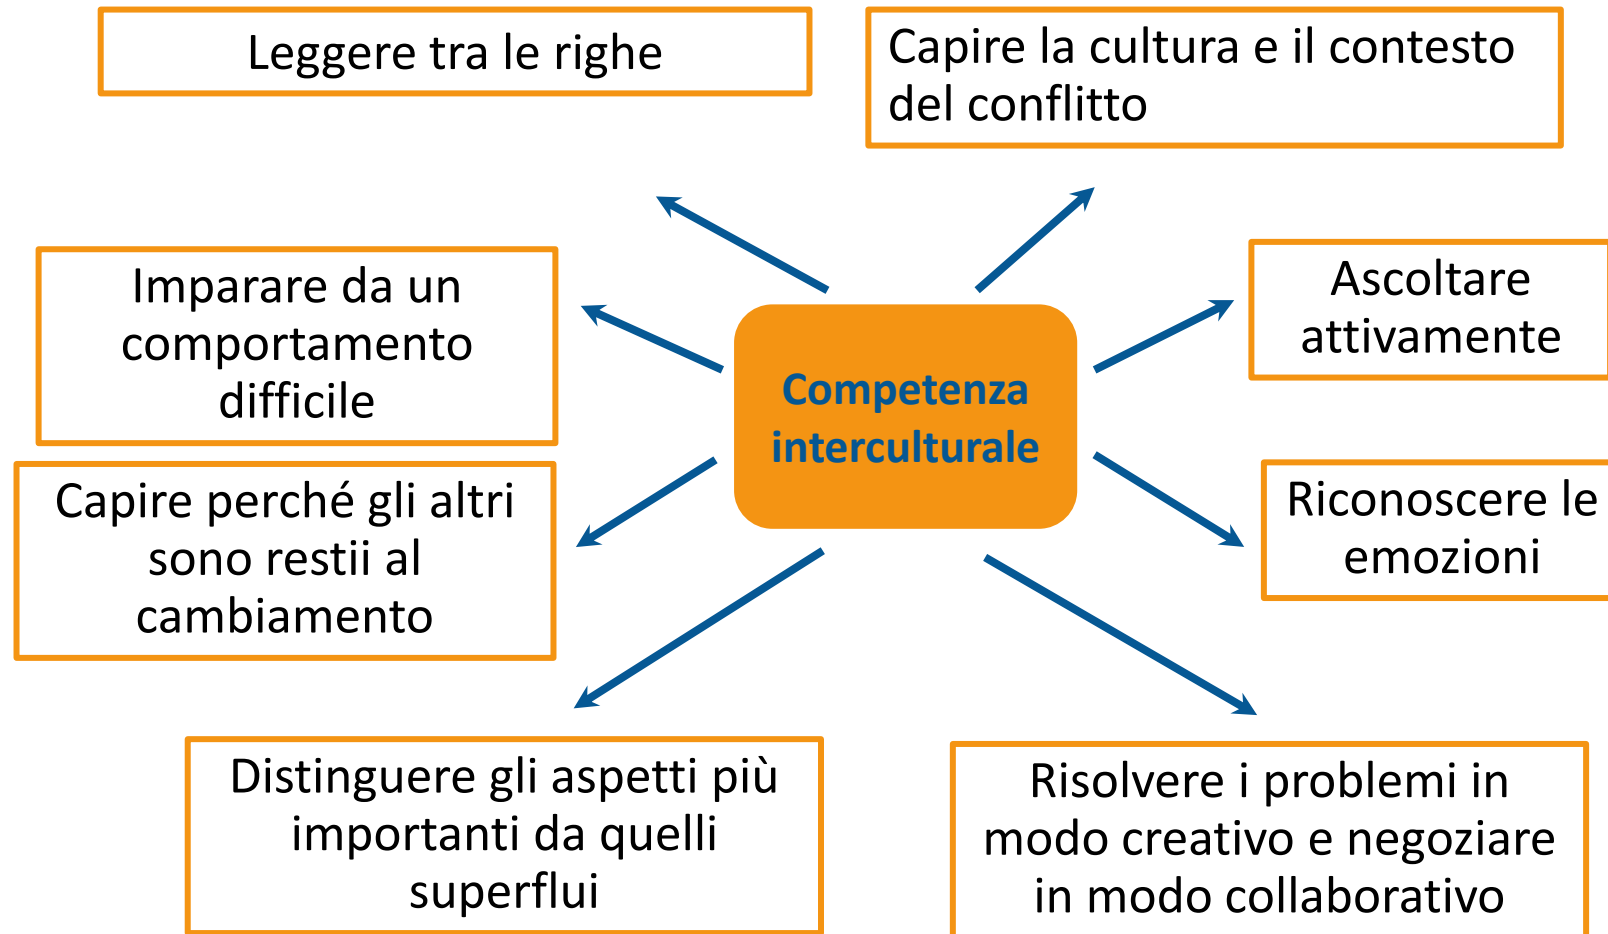 Leggere tra le righe
Capire la cultura e il contesto
del conflitto
Imparare da un
comportamento
difficile
Ascoltare
attivamente
Competenza
interculturale
Capire perché gli altri
sono restii al
cambiamento
Riconoscere le
emozioni
Distinguere gli aspetti più
importanti da quelli
superflui
Risolvere i problemi in
modo creativo e negoziare
in modo collaborativo